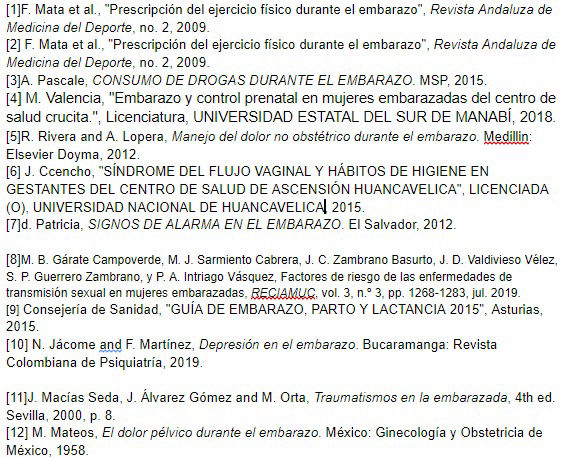 [1]F. Mata et al., "Prescripción del ejercicio físico durante el embarazo", Revista Andaluza de
Medicina del Deporte, no. 2, 2009.
[2] F. Mata et al., "Prescripción del ejercicio físico durante el embarazo", Revista Andaluza de
Medicina del Deporte, no. 2, 2009.
[3]A. Pascale, CONSUMO DE DROGAS DURANTE EL EMBARAZO. MSP, 2015.
[4] M. Valencia, "Embarazo y control prenatal en mujeres embarazadas del centro de
salud crucita.", Licenciatura, UNIVERSIDAD ESTATAL DEL SUR DE MANABÍ, 2018.
[5]R. Rivera and A. Lopera, Manejo del dolor no obstétrico durante el embarazo. Medillin:
Elsevier Doyma, 2012.
[6] J. Ccencho, "SÍNDROME DEL FLUJO VAGINAL Y HÁBITOS DE HIGIENE EN
GESTANTES DEL CENTRO DE SALUD DE ASCENSIÓN HUANCAVELICA", LICENCIADA
(O), UNIVERSIDAD NACIONAL DE HUANCAVELICA, 2015.
[7]d. Patricia, SIGNOS DE ALARMA EN EL EMBARAZO. El Salvador, 2012.
[8]M. B. Gárate Campoverde, M. J. Sarmiento Cabrera, J. C. Zambrano Basurto, J. D. Valdivieso Vélez,
S. P. Guerrero Zambrano, y P. A. Intriago Vásquez, Factores de riesgo de las enfermedades de
transmisión sexual en mujeres embarazadas, RECIAMUC, vol. 3, n.º 3, pp. 1268-1283, jul. 2019.
[9] Consejería de Sanidad, "GUÍA DE EMBARAZO, PARTO Y LACTANCIA 2015", Asturias,
2015.
[10] N. Jácome and F. Martínez, Depresión en el embarazo. Bucaramanga: Revista
Colombiana de Psiquiatría, 2019.
[11]J. Macías Seda, J. Álvarez Gómez and M. Orta, Traumatismos en la embarazada, 4th ed.
Sevilla, 2000, p. 8.
[12] M. Mateos, El dolor pélvico durante el embarazo. México: Ginecología y Obstetricia de
México, 1958.